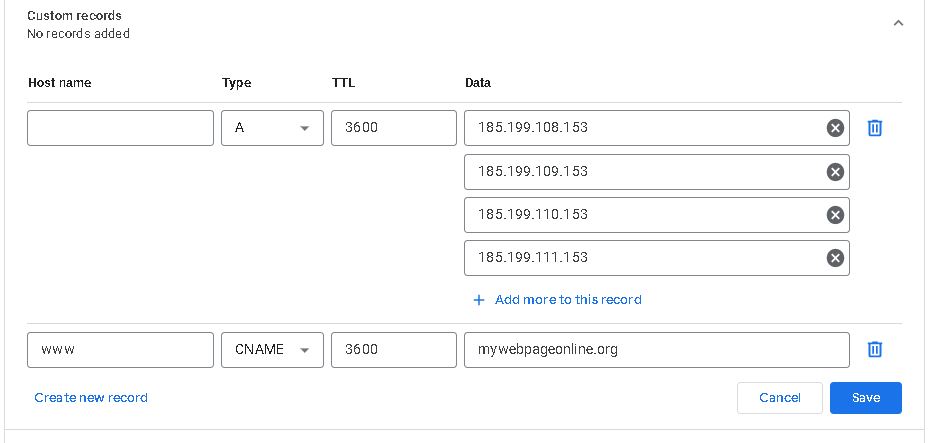 Custom records
No records added
Host name Type TTL Data
A 3600 185.199.108.153
185.199.109.153
185.199.110.153
185.199.111.153
+ Add more to this record
www CNAME 3600 mywebpageonline.org
Create new record Cancel Save